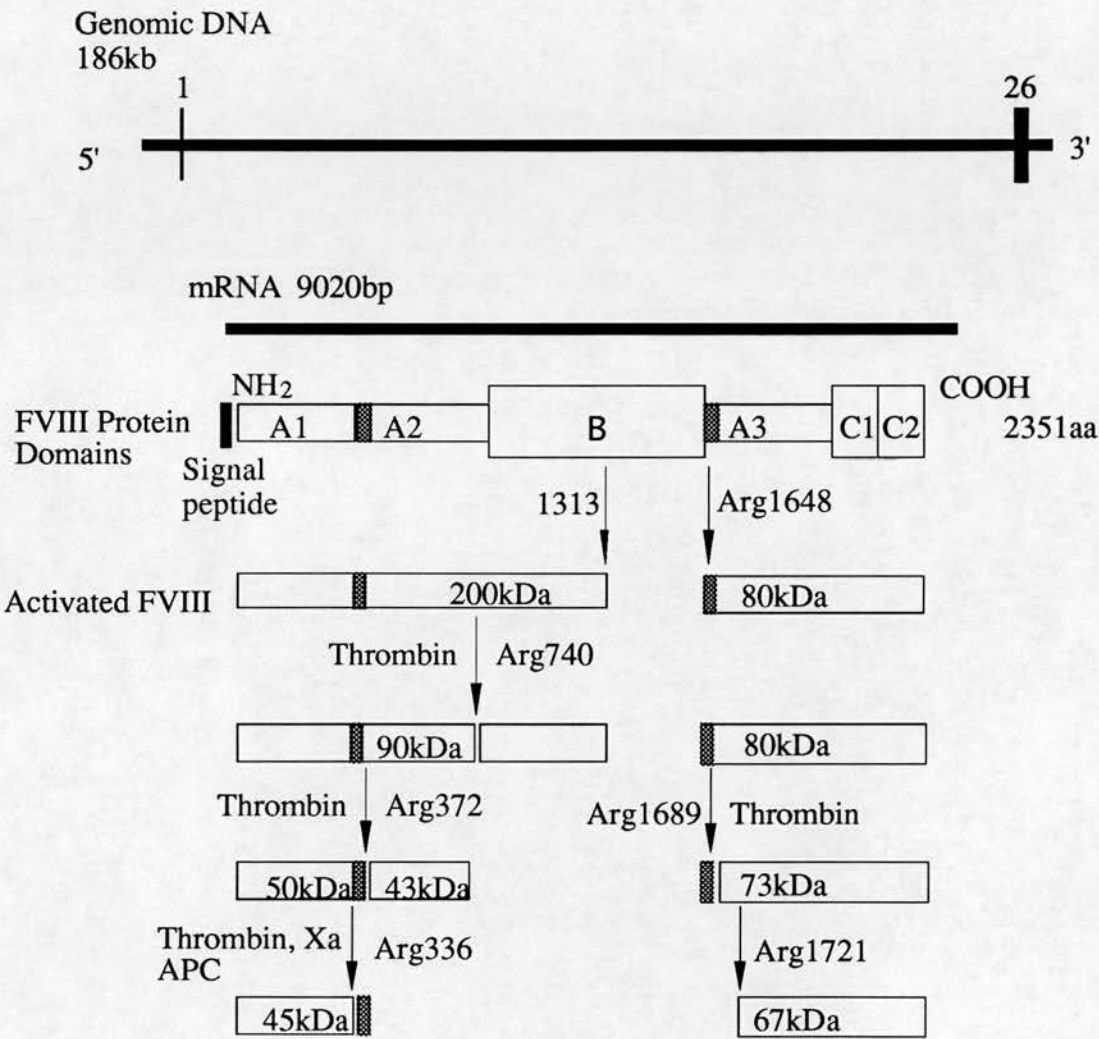 Genomic DNA
186kb
1
26
5'
3'
mRNA 9020bp
NH2
COOH
FVIII Protein
Domains
A1
A2
B
A3
C1
C2
2351aa
Signal
peptide
1313
Arg1648
Activated FVIII
200kDa
80kDa
Thrombin
Arg740
90kDa
80kDa
Thrombin
Arg372
Arg1689
Thrombin
50kDa
43kDa
73kDa
Thrombin, Xa
APC
Arg336
Arg1721
45kDa
67kDa